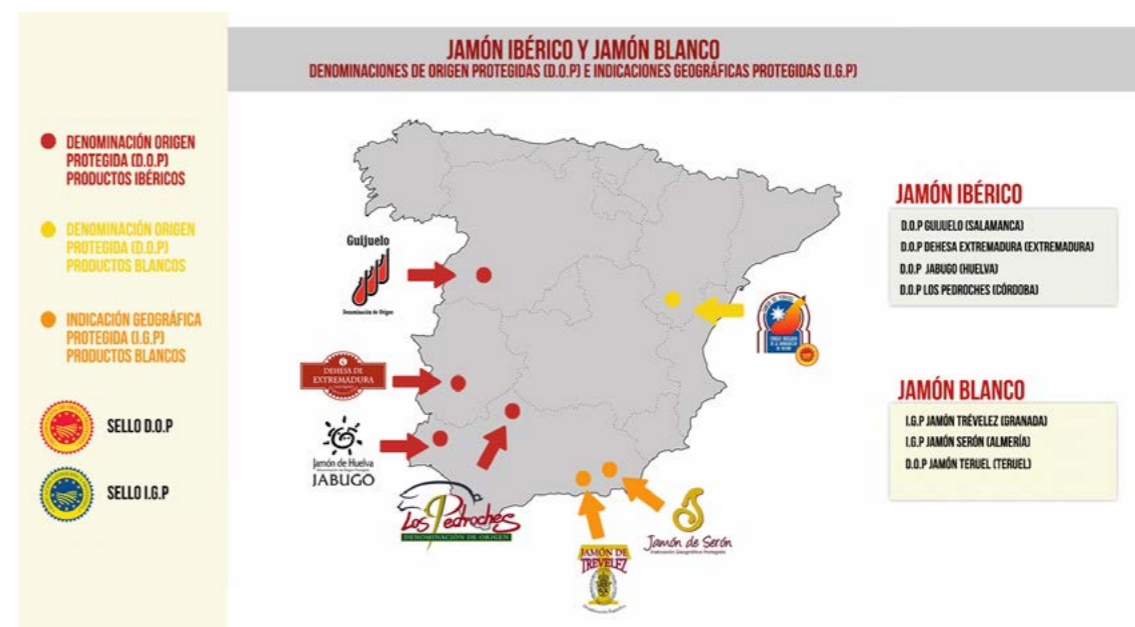 JAMÓN IBÉRICO Y JAMÓN BLANCO
DENOMINACIONES DE ORIGEN PROTEGIDAS (D.O.P) E INDICACIONES GEOGRÁFICAS PROTEGIDAS (I.G.P)
DENOMINACIÓN ORIGEN
PROTEGIDA (D.O.P)
PRODUCTOS IBÉRICOS
DENOMINACIÓN ORIGEN
PROTEGIDA (D.O.P)
PRODUCTOS BLANCOS
INDICACIÓN GEOGRÁFICA
PROTEGIDA (I.G.P)
PRODUCTOS BLANCOS
SELLO D.O.P
SELLO I.G.P
Guijuelo
Denominación de Origen
DEHESA DE
EXTREMADURA
Jamón de Huelva
JABUGO
Los Pedroches
DENOMINACIÓN DE ORIGEN
JAMÓN DE
TREVELEZ
Jamón de Serón
Indicación Geográfica Protegida
JAMÓN IBÉRICO
D.O.P GUIJUELO (SALAMANCA)
D.O.P DEHESA EXTREMADURA (EXTREMADURA)
D.O.P JABUGO (HUELVA)
D.O.P LOS PEDROCHES (CÓRDOBA)
JAMÓN BLANCO
I.G.P JAMÓN TRÉVELEZ (GRANADA)
I.G.P JAMÓN SERÓN (ALMERÍA)
D.O.P JAMÓN TERUEL (TERUEL)